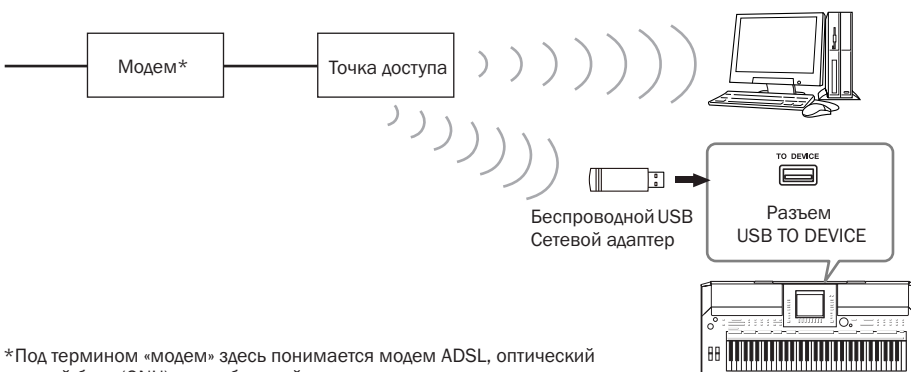 Модем*
Точка доступа
TO DEVICE
Беспроводной USB
Сетевой адаптер
Разъем
USB TO DEVICE
*Под термином «модем» здесь понимается модем ADSL, оптический